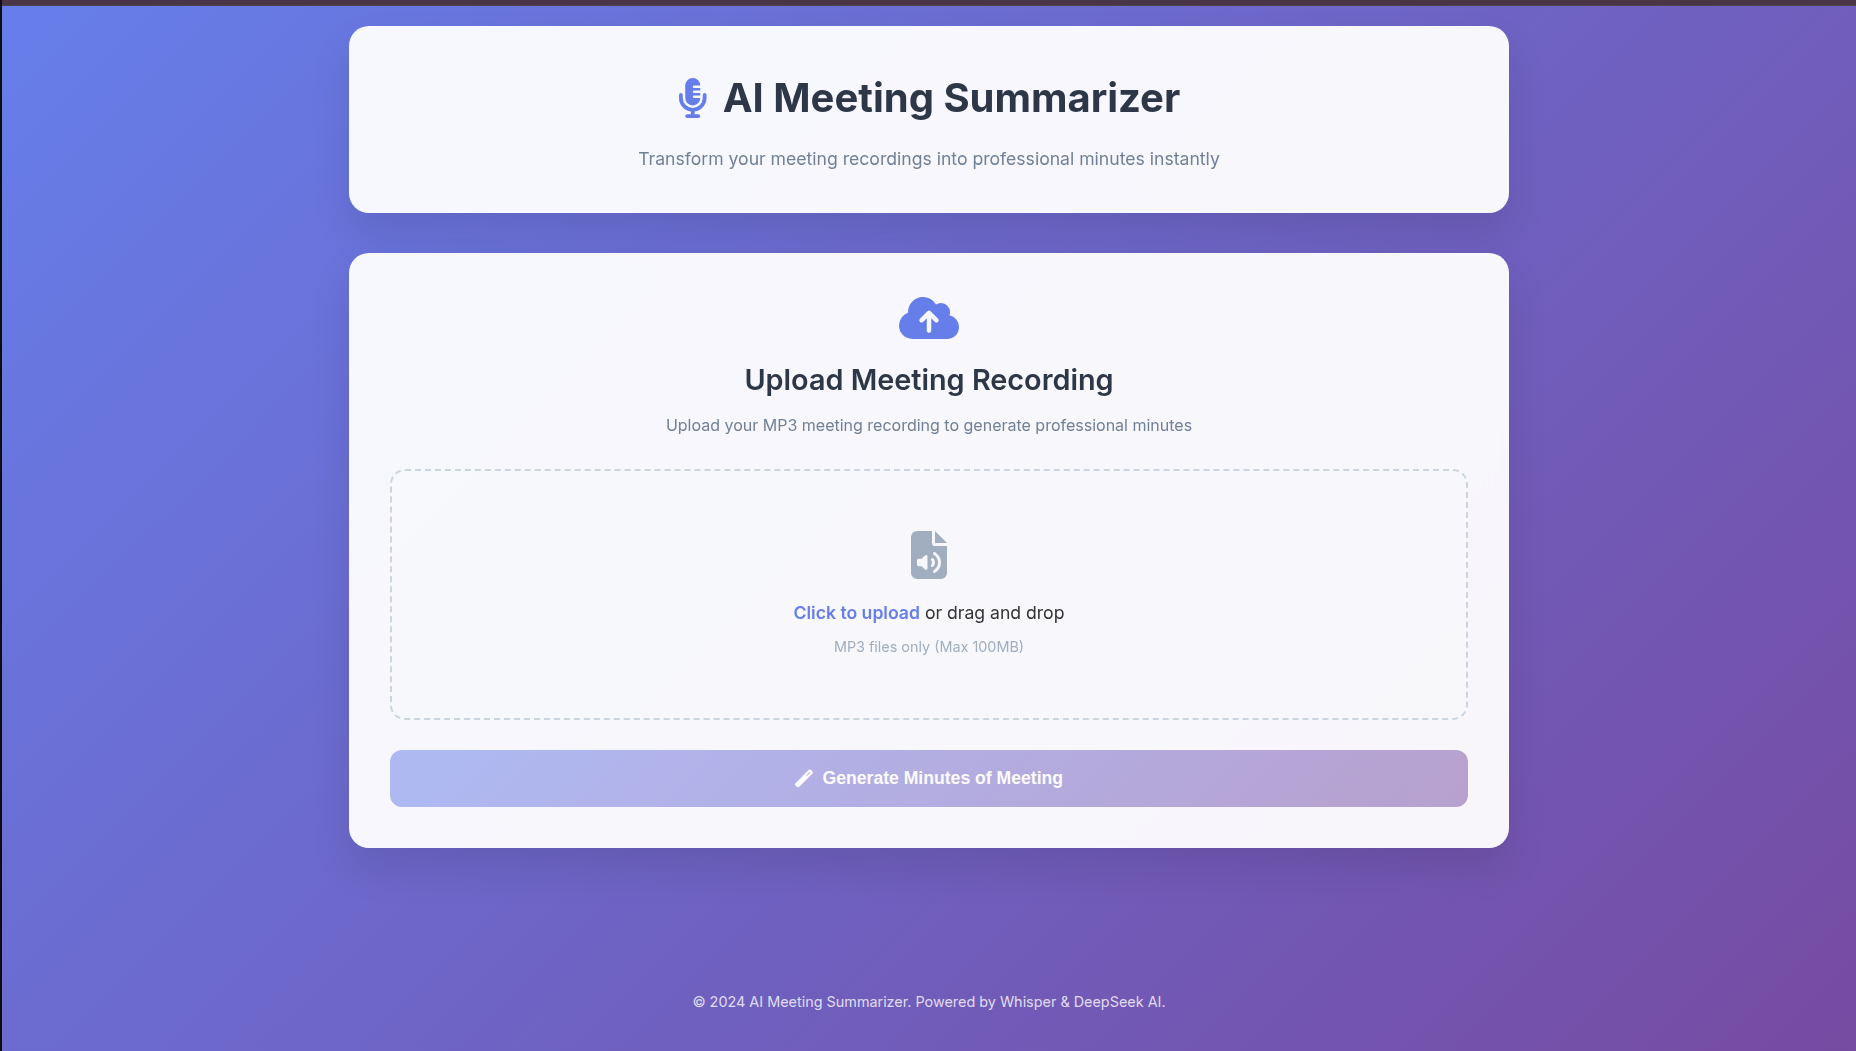 AI Meeting Summarizer
Transform your meeting recordings into professional minutes instantly
Upload Meeting Recording
Upload your MP3 meeting recording to generate professional minutes
Click to upload or drag and drop
MP3 files only (Max 100MB)
Generate Minutes of Meeting
© 2024 AI Meeting Summarizer. Powered by Whisper & DeepSeek AI.